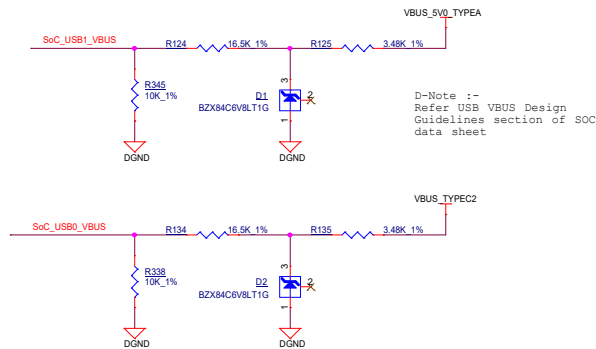 VBUS_5V0_TYPEA
SoC_USB1_VBUS
R124
16.5K_1%
R125
3.48K_1%
R345
10K_1%
3
D1
2
BZX84C6V8LT1G
1
DGND
DGND
D-Note :-
Refer USB VBUS Design
Guidelines section of SOC
data sheet
VBUS_TYPEC2
SoC_USB0_VBUS
R134
16.5K_1%
R135
3.48K_1%
R338
10K_1%
3
D2
2
BZX84C6V8LT1G
1
DGND
DGND